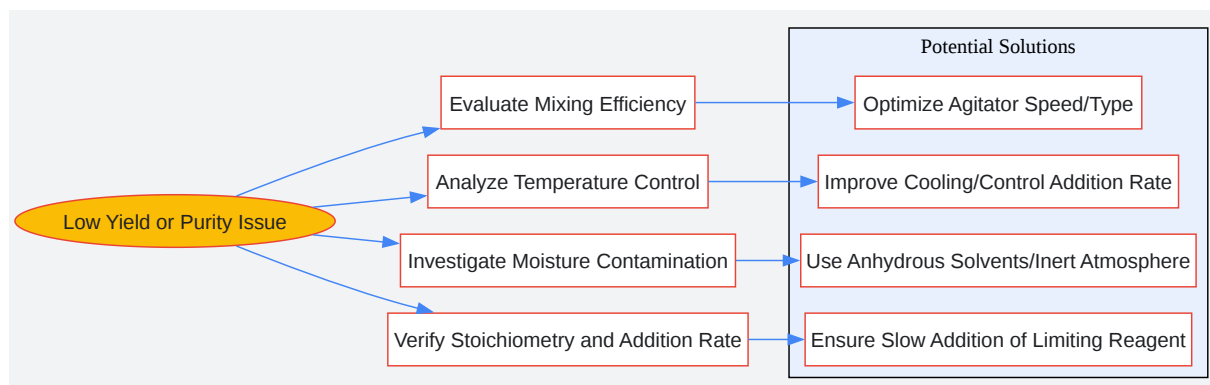 Potential Solutions
Low Yield or Purity Issue
Evaluate Mixing Efficiency
Optimize Agitator Speed/Type
Analyze Temperature Control
Improve Cooling/Control Addition Rate
Investigate Moisture Contamination
Use Anhydrous Solvents/Inert Atmosphere
Verify Stoichiometry and Addition Rate
Ensure Slow Addition of Limiting Reagent